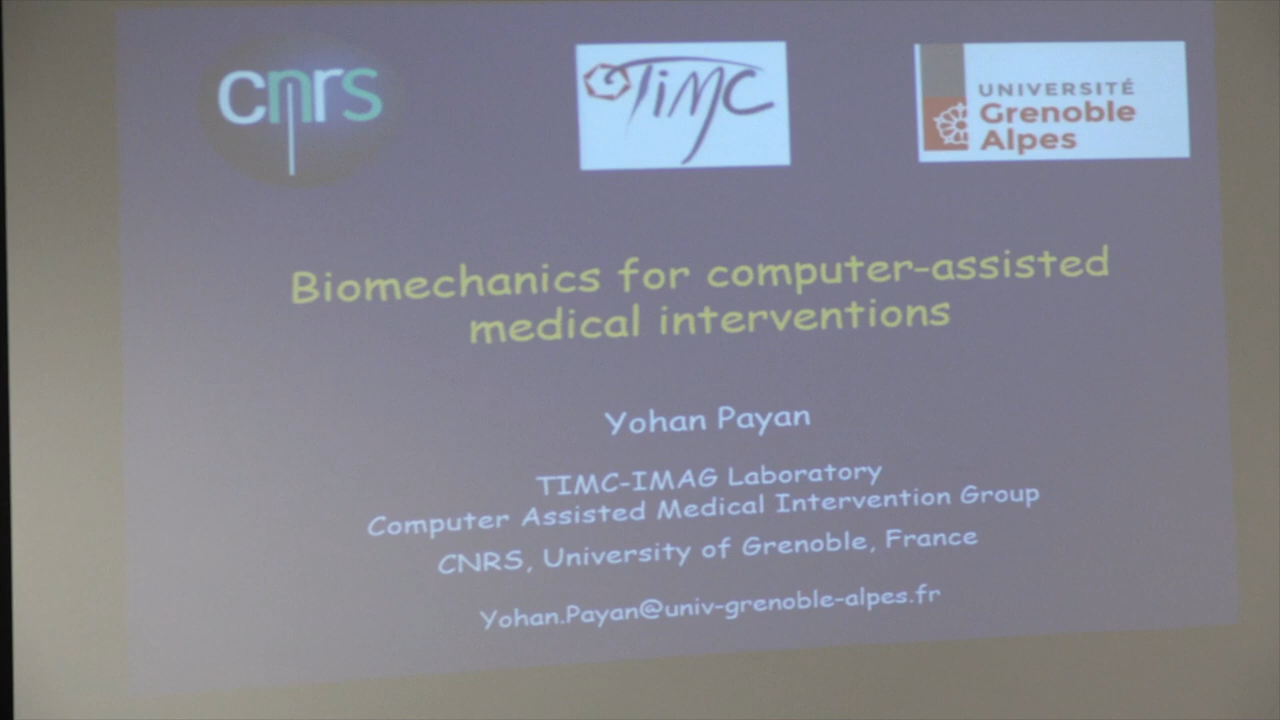 cnrs
TIMC
UNIVERSITÉ
Grenoble
Alpes
Biomechanics for computer-assisted
medical interventions
Yohan Payan
TIMC-IMAG Laboratory
Computer Assisted Medical Intervention Group
CNRS, University of Grenoble, France
Yohan.Payan@univ-grenoble-alpes.fr